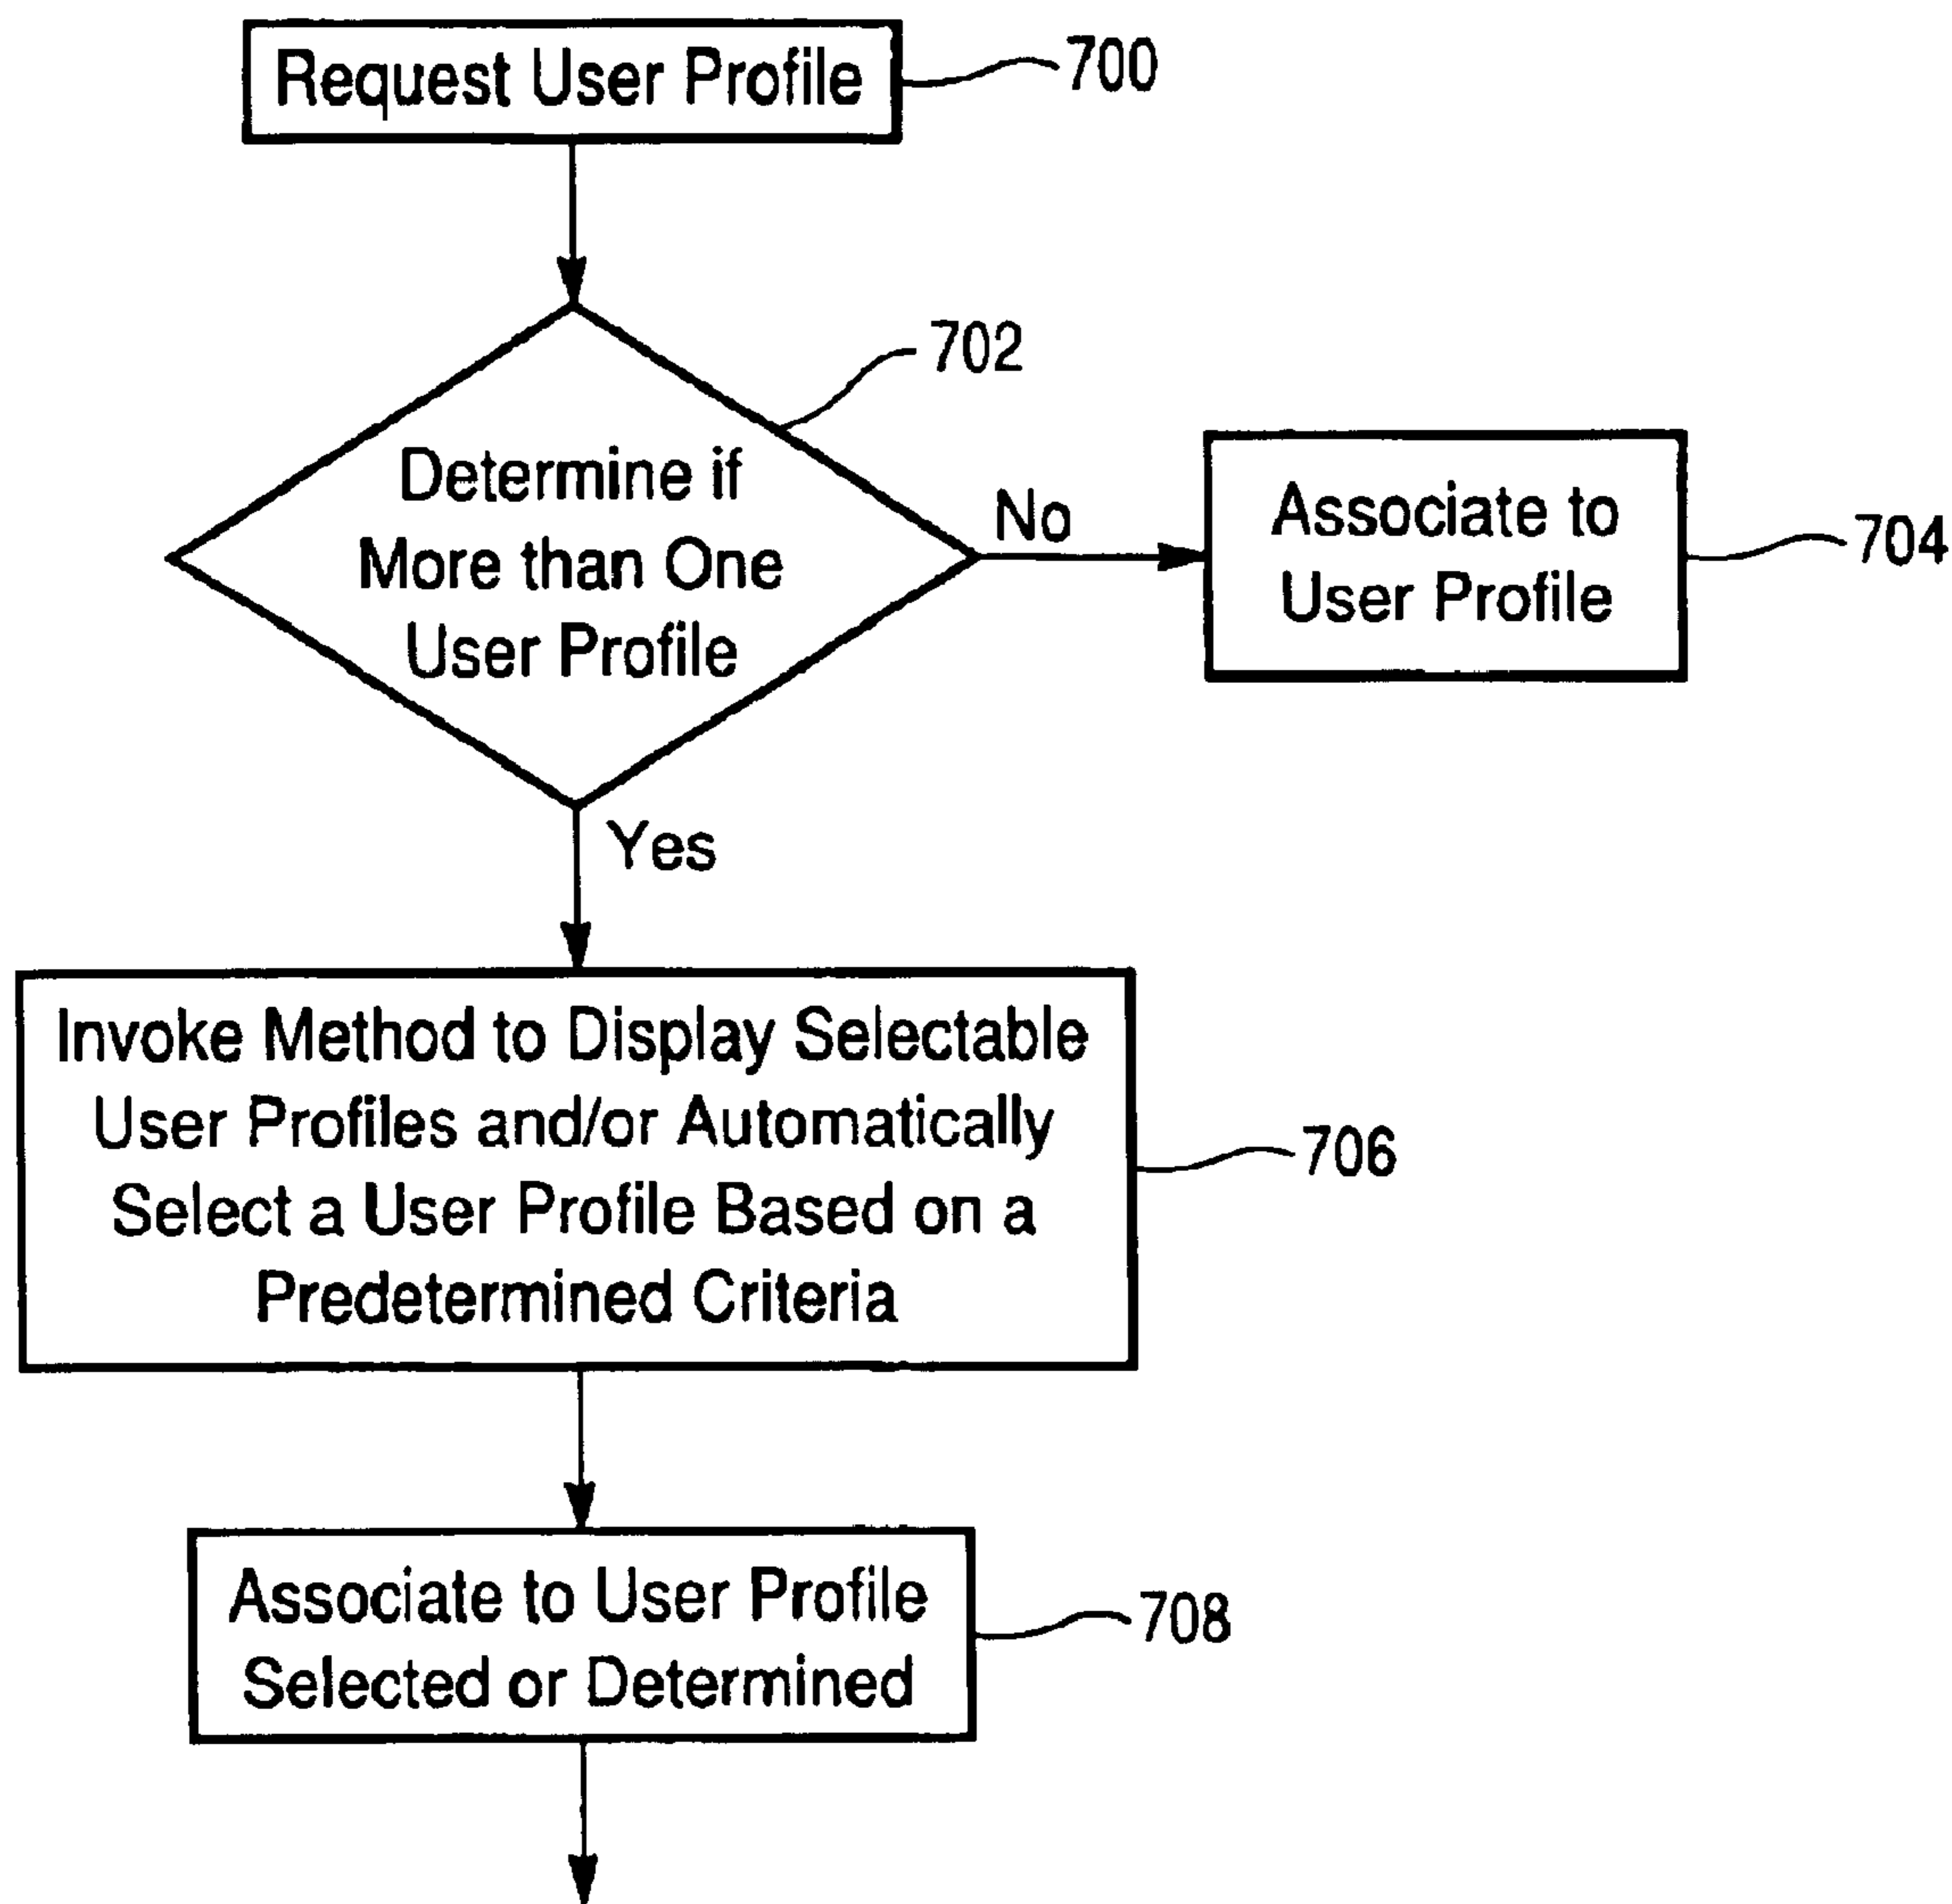 Request User Profile
700
702
Determine if
More than One
User Profile
No
Associate to
User Profile
704
Yes
Invoke Method to Display Selectable
User Profiles and/or Automatically
Select a User Profile Based on a
Predetermined Criteria
706
Associate to User Profile
Selected or Determined
708